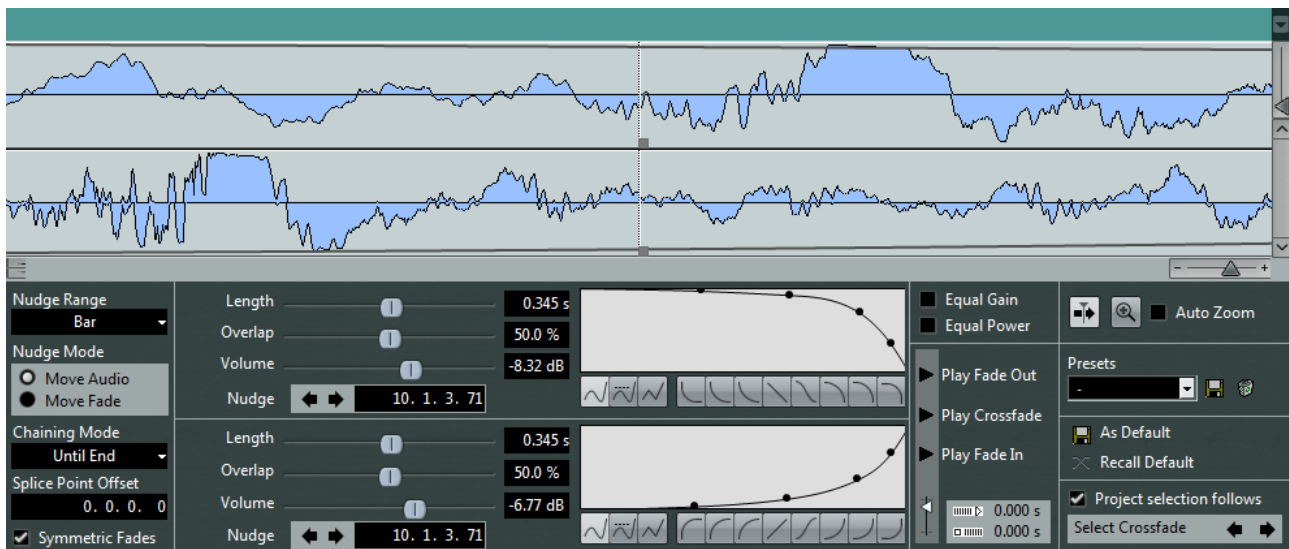 Nudge Range
Bar
Nudge Mode
Move Audio
Move Fade
Chaining Mode
Until End
Splice Point Offset
0. 0. 0. 0
Symmetric Fades
Length 0.345 s
Overlap 50.0 %
Volume -8.32 dB
Nudge 10. 1. 3. 71
Length 0.345 s
Overlap 50.0 %
Volume -6.77 dB
Nudge 10. 1. 3. 71
Equal Gain
Equal Power
Play Fade Out
Play Crossfade
Play Fade In
0.000 s
0.000 s
Auto Zoom
Presets
-
As Default
Recall Default
Project selection follows
Select Crossfade